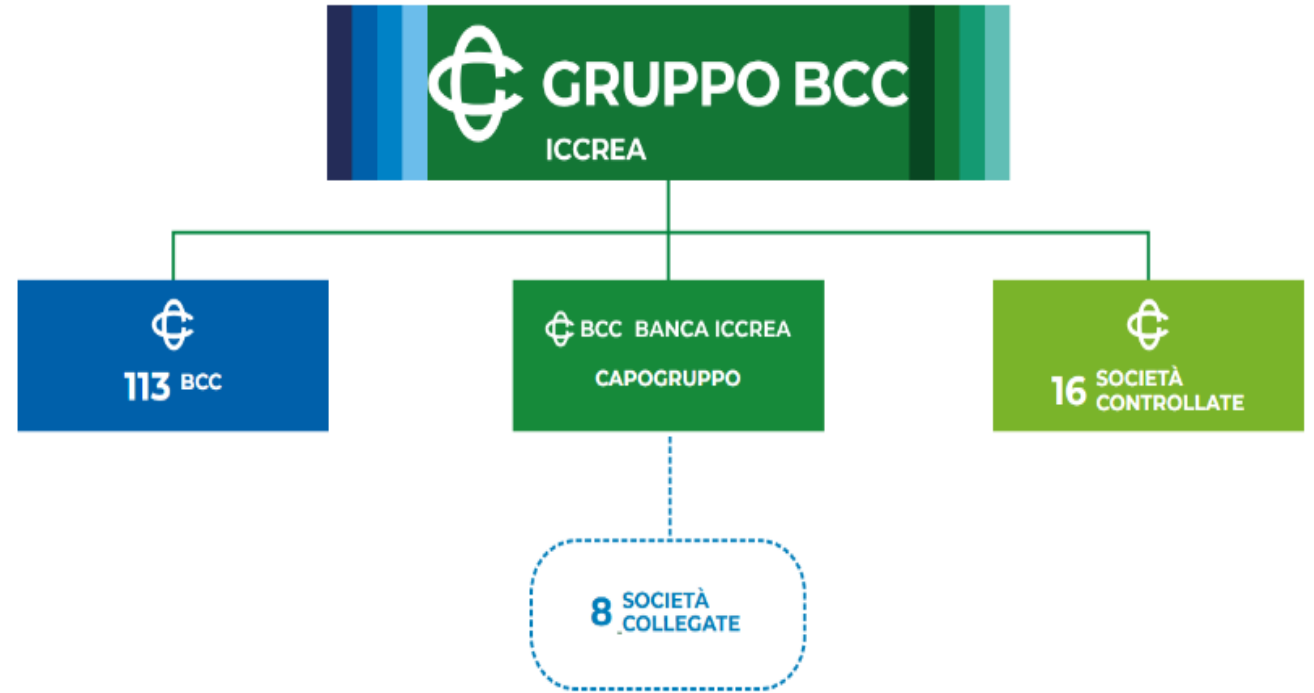 GRUPPO BCC
ICCREA
113 BCC
BCC BANCA ICCREA
CAPOGRUPPO
16 SOCIETÀ
CONTROLLATE
8 SOCIETÀ
COLLEGATE